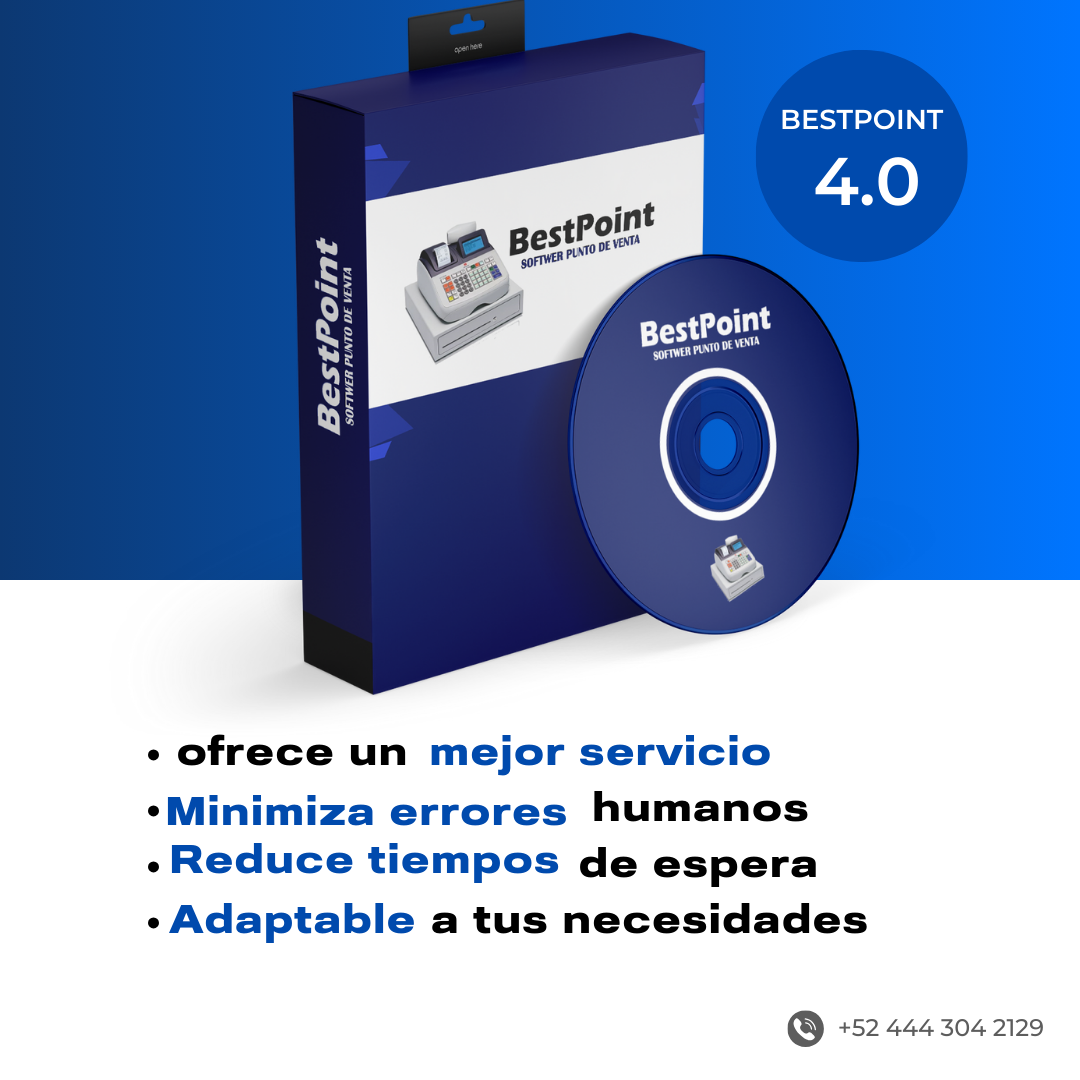 open here
BESTPOINT
4.0
BestPoint
SOFTWER PUNTO DE VENTA
BestPoint
SOFTWER PUNTO DE VENTA
BestPoint
SOFTWER PUNTO DE VENTA
• ofrece un mejor servicio
• Minimiza errores humanos
• Reduce tiempos de espera
• Adaptable a tus necesidades
+52 444 304 2129